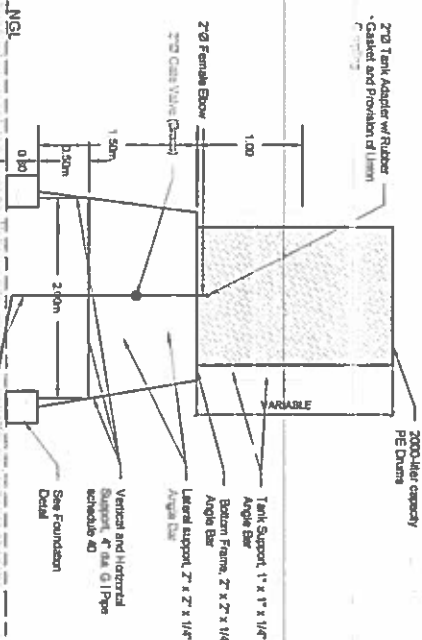 2"Ø Tank Adapter w/ Rubber
Gasket and Provision of Union
2"Ø Female Elbow
2"Ø Gate Valve (Brass)
1.00
1.50m
0.50m
2.00m
NGL
VARIABLE
2000-liter capacity
PE Drums
Tank Support, 1" x 1" x 1/4"
Angle Bar
Bottom Frame, 2" x 2" x 1/4"
Angle Bar
Lateral support, 2" x 2" x 1/4"
Angle Bar
Vertical and Horizontal
Support, 4" dia. G I Pipe
schedule 40
See Foundation
Detail